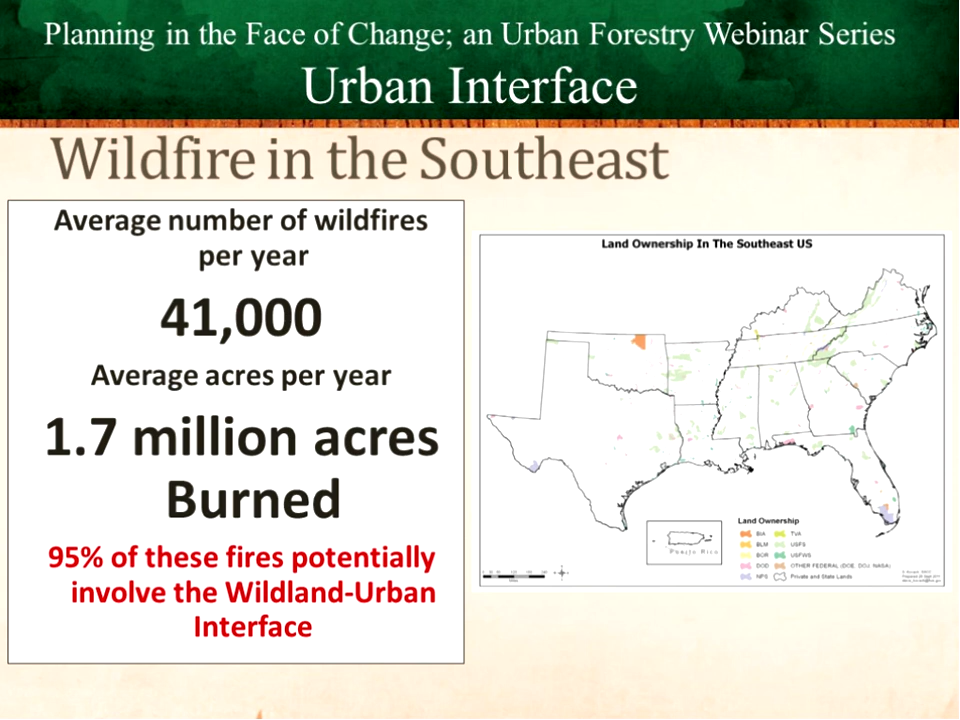 Planning in the Face of Change; an Urban Forestry Webinar Series
Urban Interface
Wildfire in the Southeast
Average number of wildfires
per year
41,000
Average acres per year
1.7 million acres
Burned
95% of these fires potentially
involve the Wildland-Urban
Interface
Land Ownership In The Southeast US
Puerto Rico
Land Ownership
BIA
BLM
BOR
DOD
NPS
TVA
USFS
USFWS
OTHER FEDERAL (DOE, DOJ, NASA)
Private and State Lands